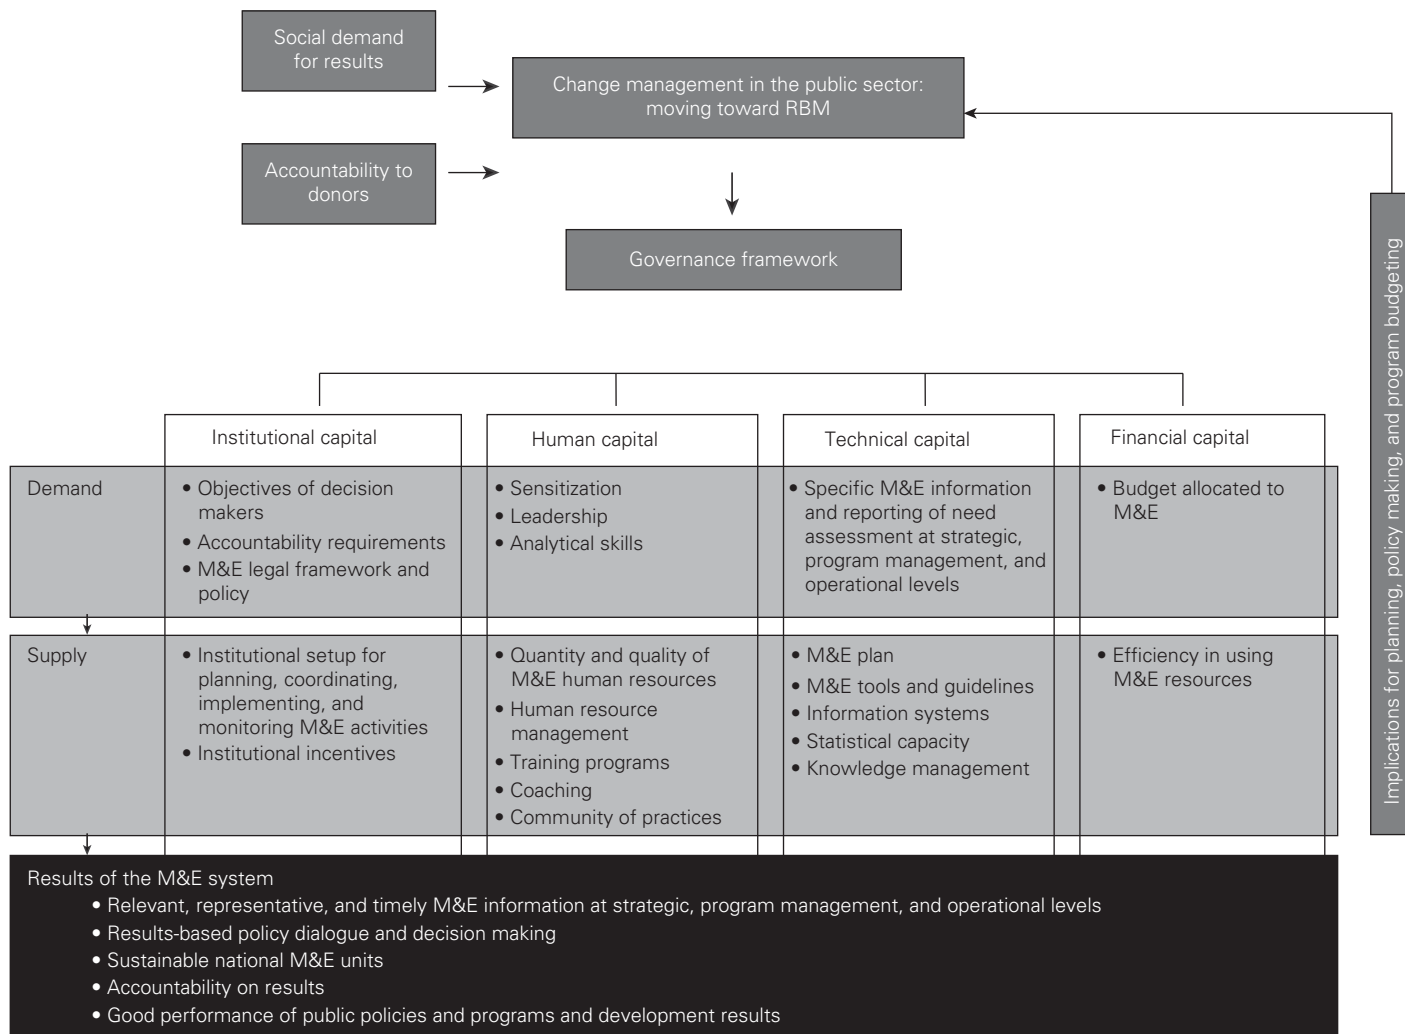 Social demand
for results
Change management in the public sector:
moving toward RBM
Accountability to
donors
Governance framework
Implications for planning, policy making, and program budgeting
Institutional capital
Human capital
Technical capital
Financial capital
Demand
• Objectives of decision
makers
• Accountability requirements
• M&E legal framework and
policy
• Sensitization
• Leadership
• Analytical skills
• Specific M&E information
and reporting of need
assessment at strategic,
program management, and
operational levels
• Budget allocated to
M&E
Supply
• Institutional setup for
planning, coordinating,
implementing, and
monitoring M&E activities
• Institutional incentives
• Quantity and quality of
M&E human resources
• Human resource
management
• Training programs
• Coaching
• Community of practices
• M&E plan
• M&E tools and guidelines
• Information systems
• Statistical capacity
• Knowledge management
• Efficiency in using
M&E resources
Results of the M&E system
• Relevant, representative, and timely M&E information at strategic, program management, and operational levels
• Results-based policy dialogue and decision making
• Sustainable national M&E units
• Accountability on results
• Good performance of public policies and programs and development results